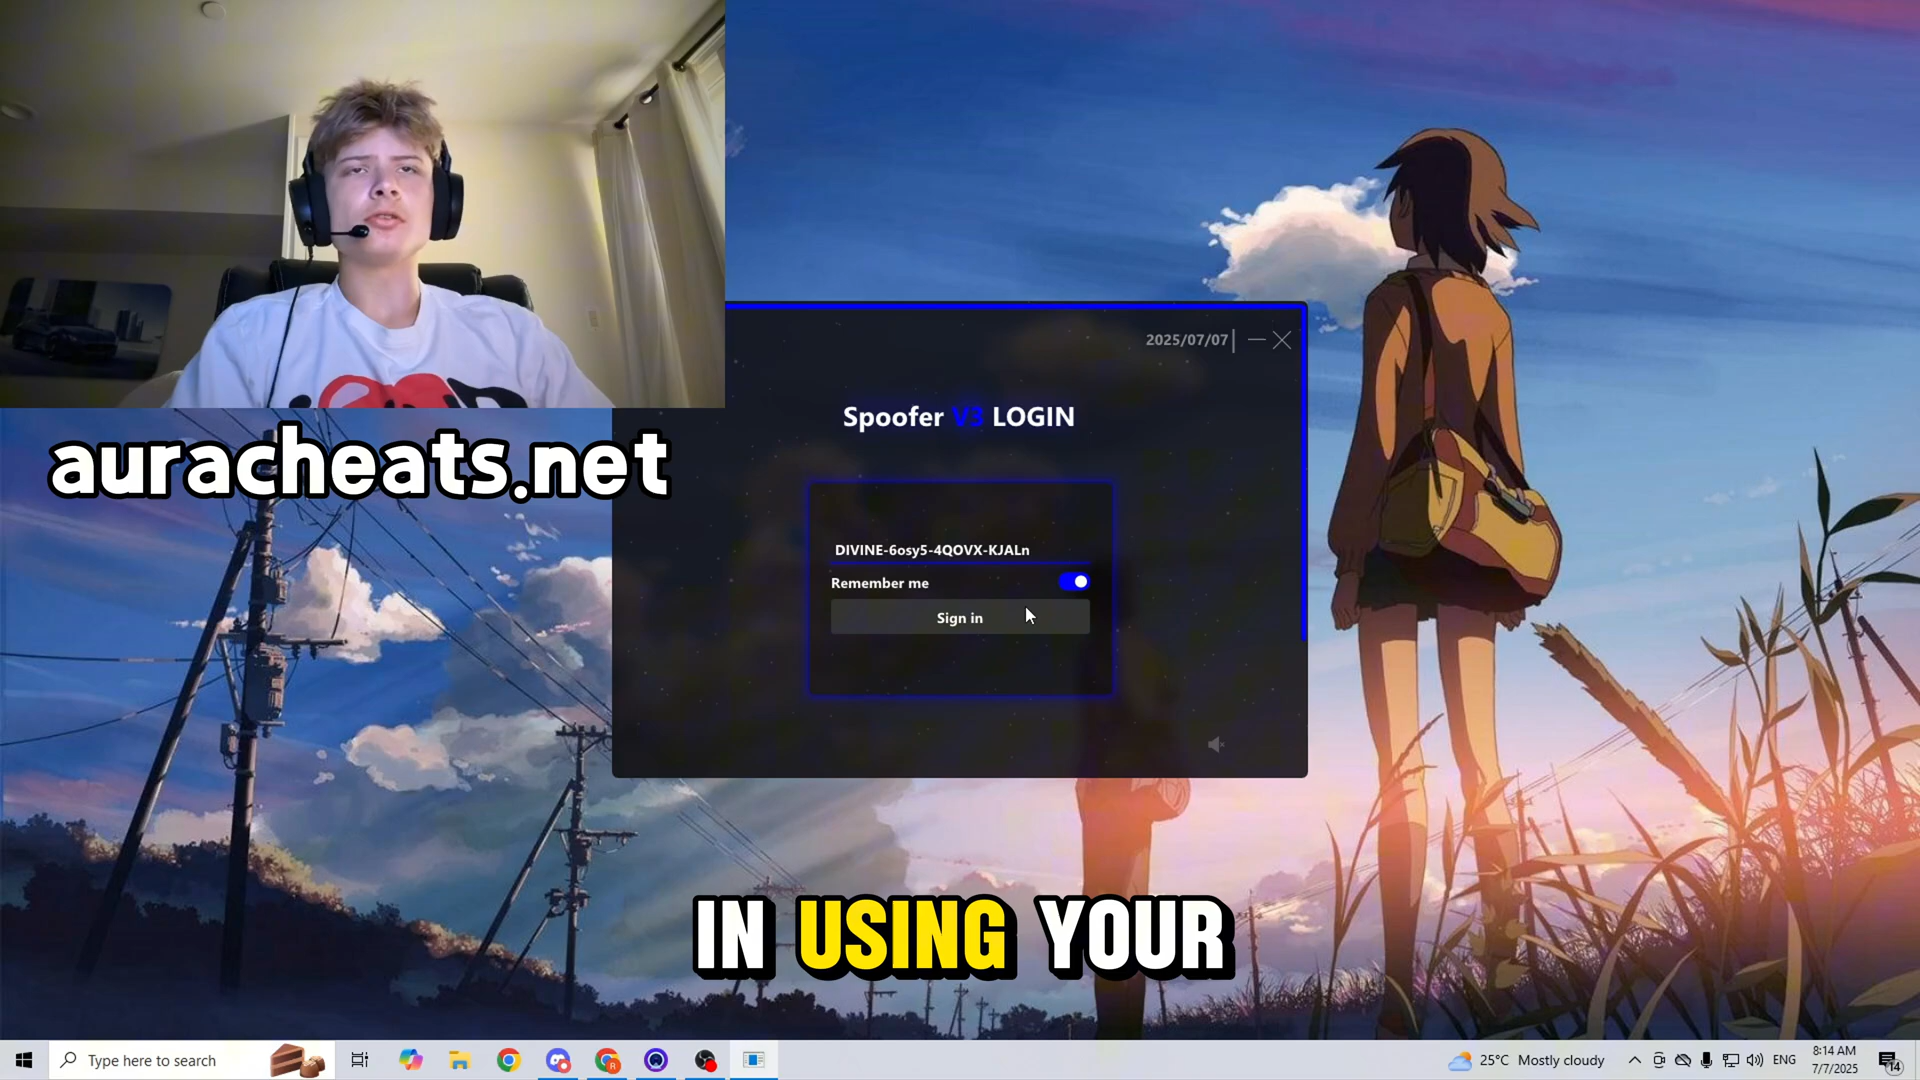 2025/07/07
Spoofer V3 LOGIN
auracheats.net
DIVINE-6osy5-4QOVX-KJALn
Remember me
Sign in
IN USING YOUR
Type here to search
25°C Mostly cloudy
ENG
8:14 AM
7/7/2025
14